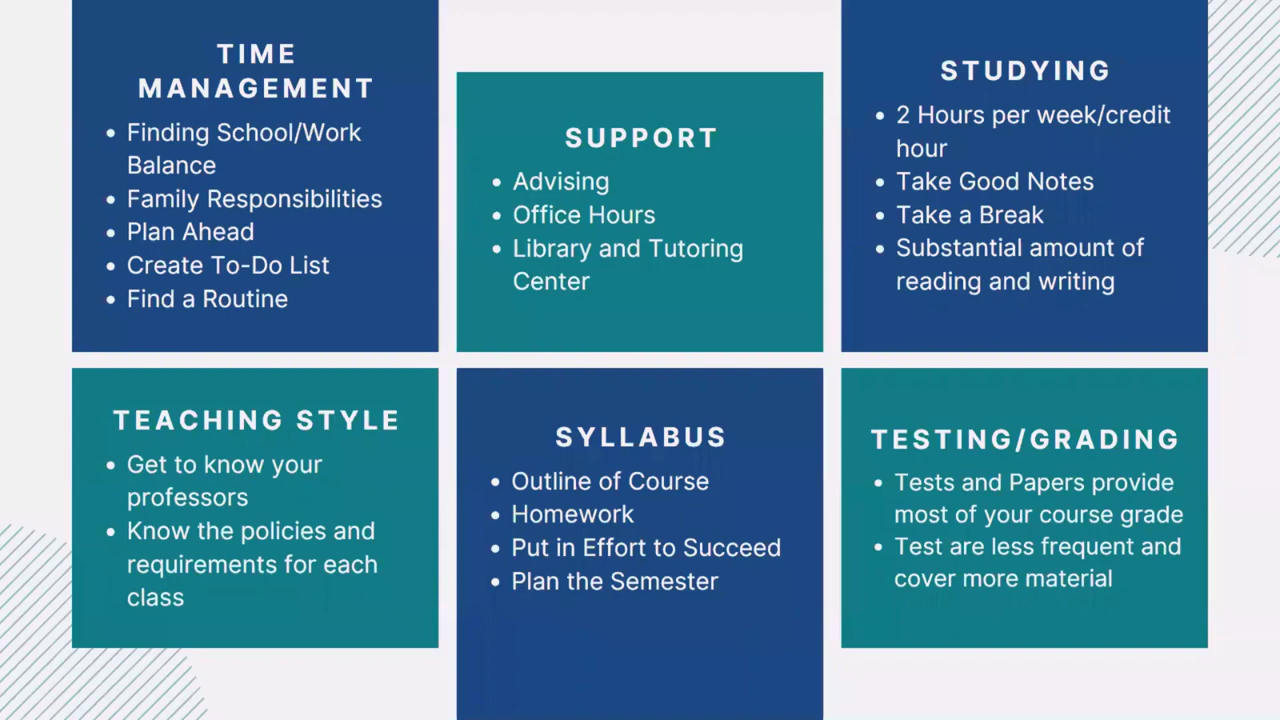 TIME
MANAGEMENT
• Finding School/Work
Balance
• Family Responsibilities
• Plan Ahead
• Create To-Do List
• Find a Routine
SUPPORT
• Advising
• Office Hours
• Library and Tutoring
Center
STUDYING
• 2 Hours per week/credit
hour
• Take Good Notes
• Take a Break
• Substantial amount of
reading and writing
TEACHING STYLE
• Get to know your
professors
• Know the policies and
requirements for each
class
SYLLABUS
• Outline of Course
• Homework
• Put in Effort to Succeed
• Plan the Semester
TESTING/GRADING
• Tests and Papers provide
most of your course grade
• Test are less frequent and
cover more material